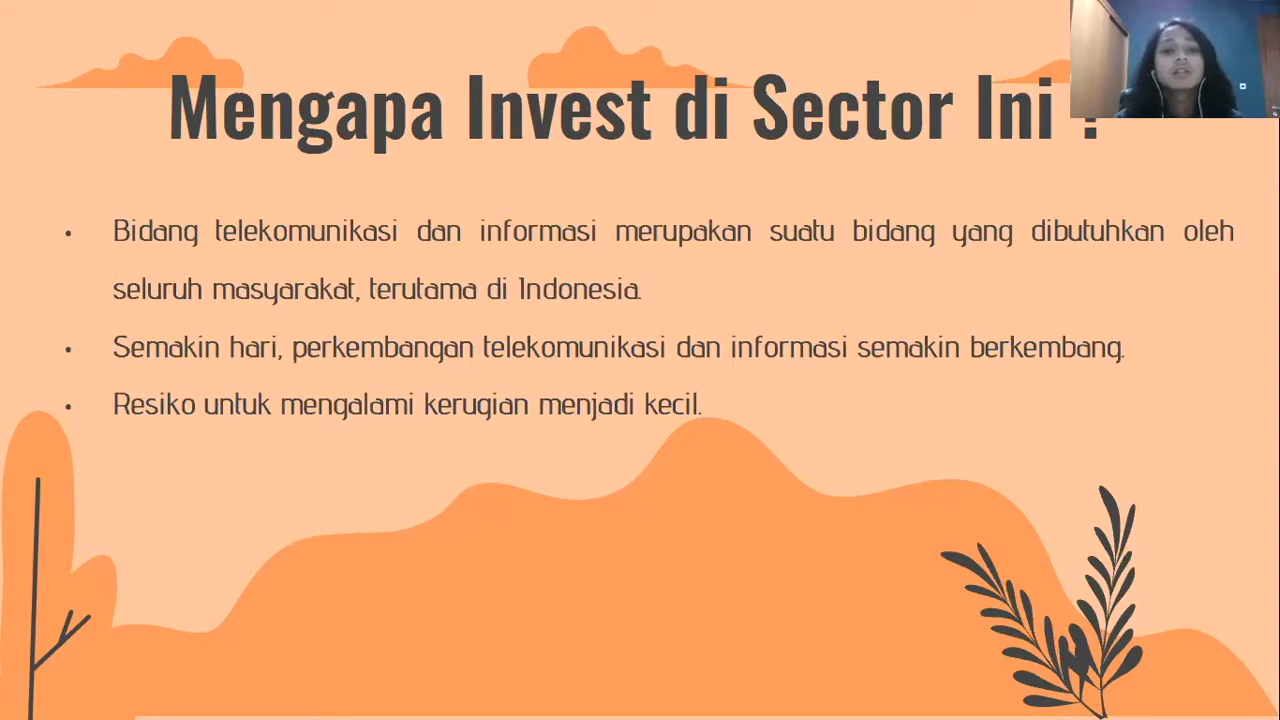 Mengapa Invest di Sector Ini ?
• Bidang telekomunikasi dan informasi merupakan suatu bidang yang dibutuhkan oleh
seluruh masyarakat, terutama di Indonesia.
• Semakin hari, perkembangan telekomunikasi dan informasi semakin berkembang.
• Resiko untuk mengalami kerugian menjadi kecil.